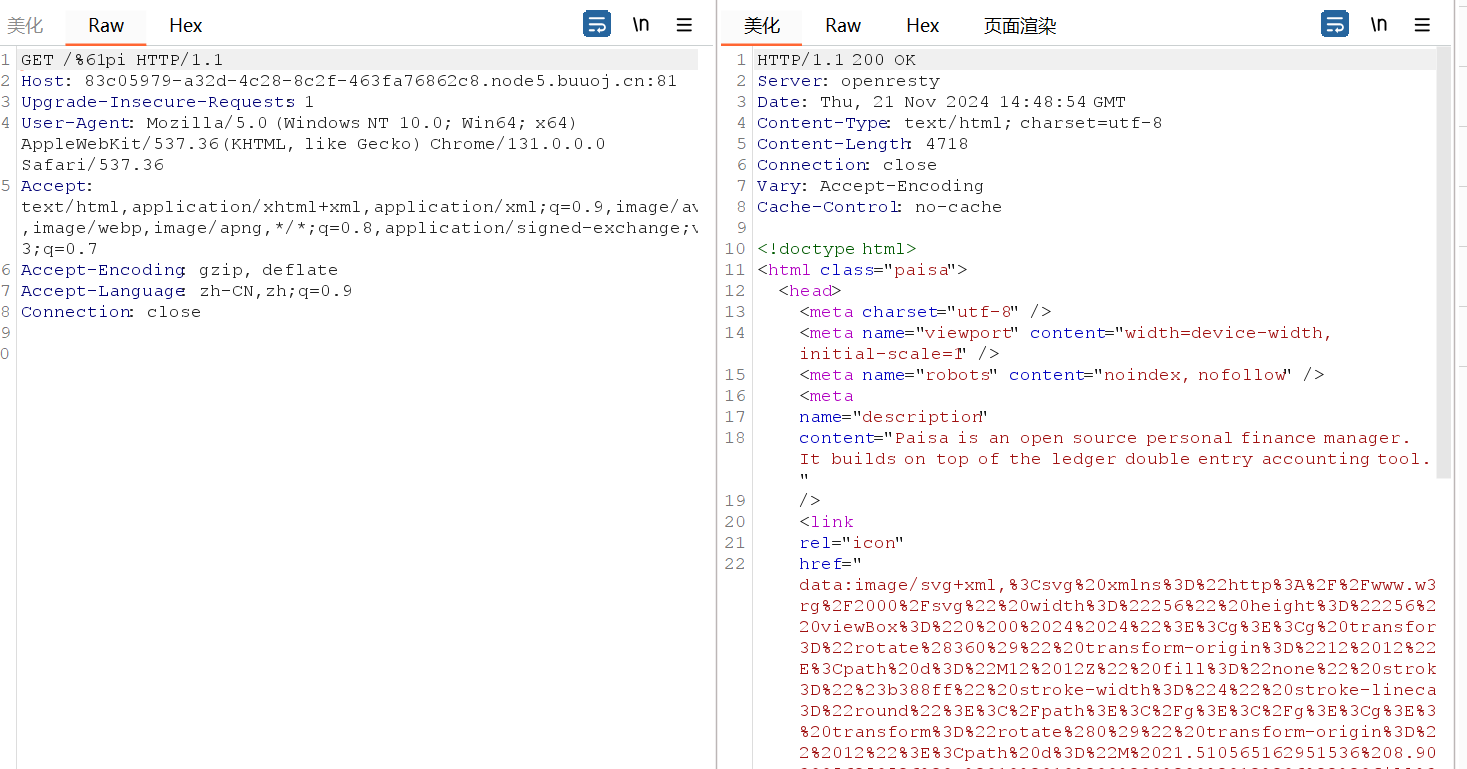 美化 Raw Hex \n
1 GET /%61pi HTTP/1.1
2 Host: 83c05979-a32d-4c28-8c2f-463fa76862c8.node5.buuoj.cn:81
3 Upgrade-Insecure-Requests: 1
4 User-Agent: Mozilla/5.0 (Windows NT 10.0; Win64; x64)
AppleWebKit/537.36 (KHTML, like Gecko) Chrome/131.0.0.0
Safari/537.36
5 Accept:
text/html,application/xhtml+xml,application/xml;q=0.9,image/av
,image/webp,image/apng,*/*;q=0.8,application/signed-exchange;v
3;q=0.7
6 Accept-Encoding: gzip, deflate
7 Accept-Language: zh-CN,zh;q=0.9
8 Connection: close
9
0
美化 Raw Hex 页面渲染 \n
1 HTTP/1.1 200 OK
2 Server: openresty
3 Date: Thu, 21 Nov 2024 14:48:54 GMT
4 Content-Type: text/html; charset=utf-8
5 Content-Length: 4718
6 Connection: close
7 Vary: Accept-Encoding
8 Cache-Control: no-cache
9
10 <!doctype html>
11 <html class="paisa">
12 <head>
13 <meta charset="utf-8" />
14 <meta name="viewport" content="width=device-width,
initial-scale=1" />
15 <meta name="robots" content="noindex, nofollow" />
16 <meta
17 name="description"
18 content="Paisa is an open source personal finance manager.
It builds on top of the ledger double entry accounting tool.
"
19 />
20 <link
21 rel="icon"
22 href="
data:image/svg+xml,%3Csvg%20xmlns%3D%22http%3A%2F%2Fwww.w3
rg%2F2000%2Fsvg%22%20width%3D%22256%22%20height%3D%22256%2
20viewBox%3D%220%200%2024%2024%22%3E%3Cg%3E%3Cg%20transfor
3D%22rotate%28360%29%22%20transform-origin%3D%2212%2012%22
E%3Cpath%20d%3D%22M12%2012Z%22%20fill%3D%22none%22%20strok
3D%22%23b388ff%22%20stroke-width%3D%224%22%20stroke-lineca
3D%22round%22%3E%3C%2Fpath%3E%3C%2Fg%3E%3C%2Fg%3E%3Cg%3E%3
%20transform%3D%22rotate%280%29%22%20transform-origin%3D%2
2%2012%22%3E%3Cpath%20d%3D%22M%2021.510565162951536%208.90